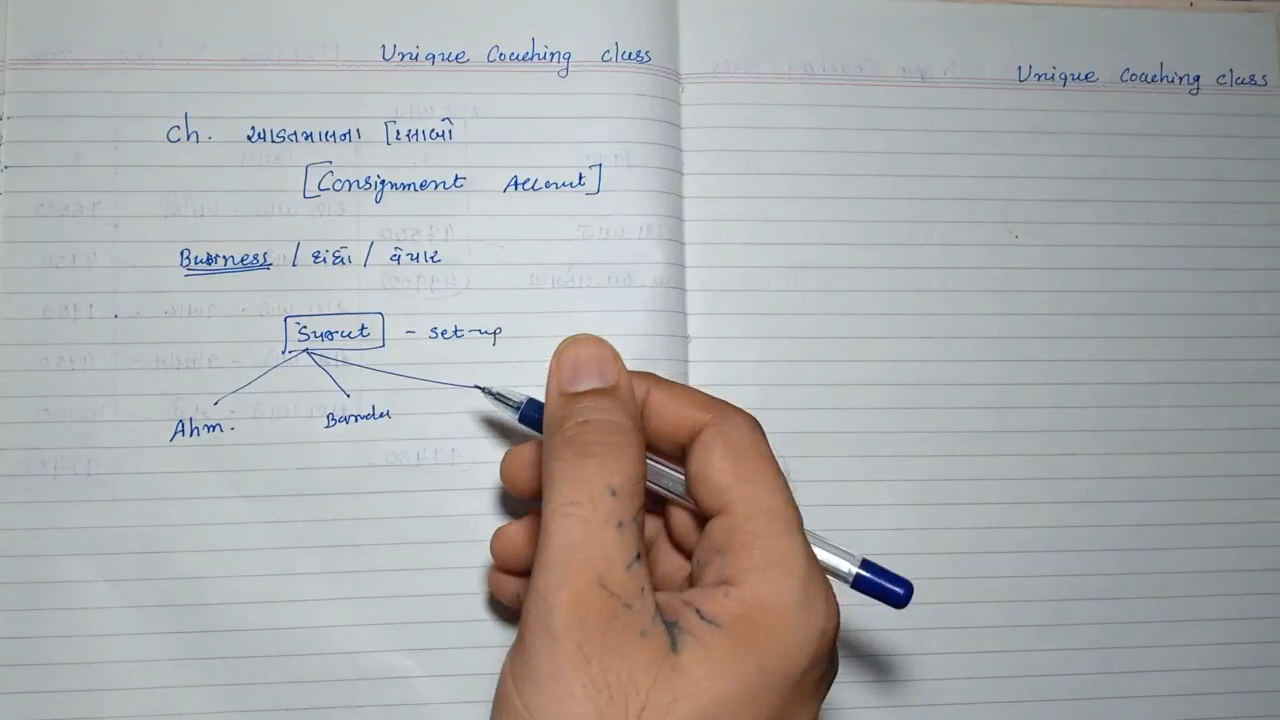 Unique Coaching Class
Unique Coaching Class
Ch. આડતમાલના હિસાબો
[Consignment Account]
Business / ધંધો / વેપાર
Surat - set-up
Ahm. Baroda